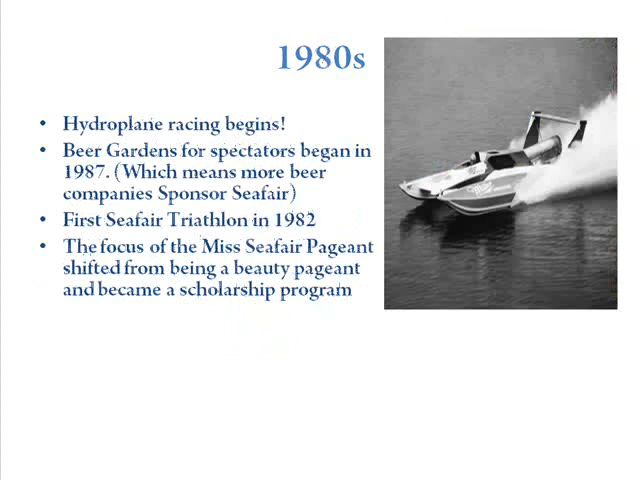 1980s
• Hydroplane racing begins!
• Beer Gardens for spectators began in
1987. (Which means more beer
companies Sponsor Seafair)
• First Seafair Triathlon in 1982
• The focus of the Miss Seafair Pageant
shifted from being a beauty pageant
and became a scholarship program